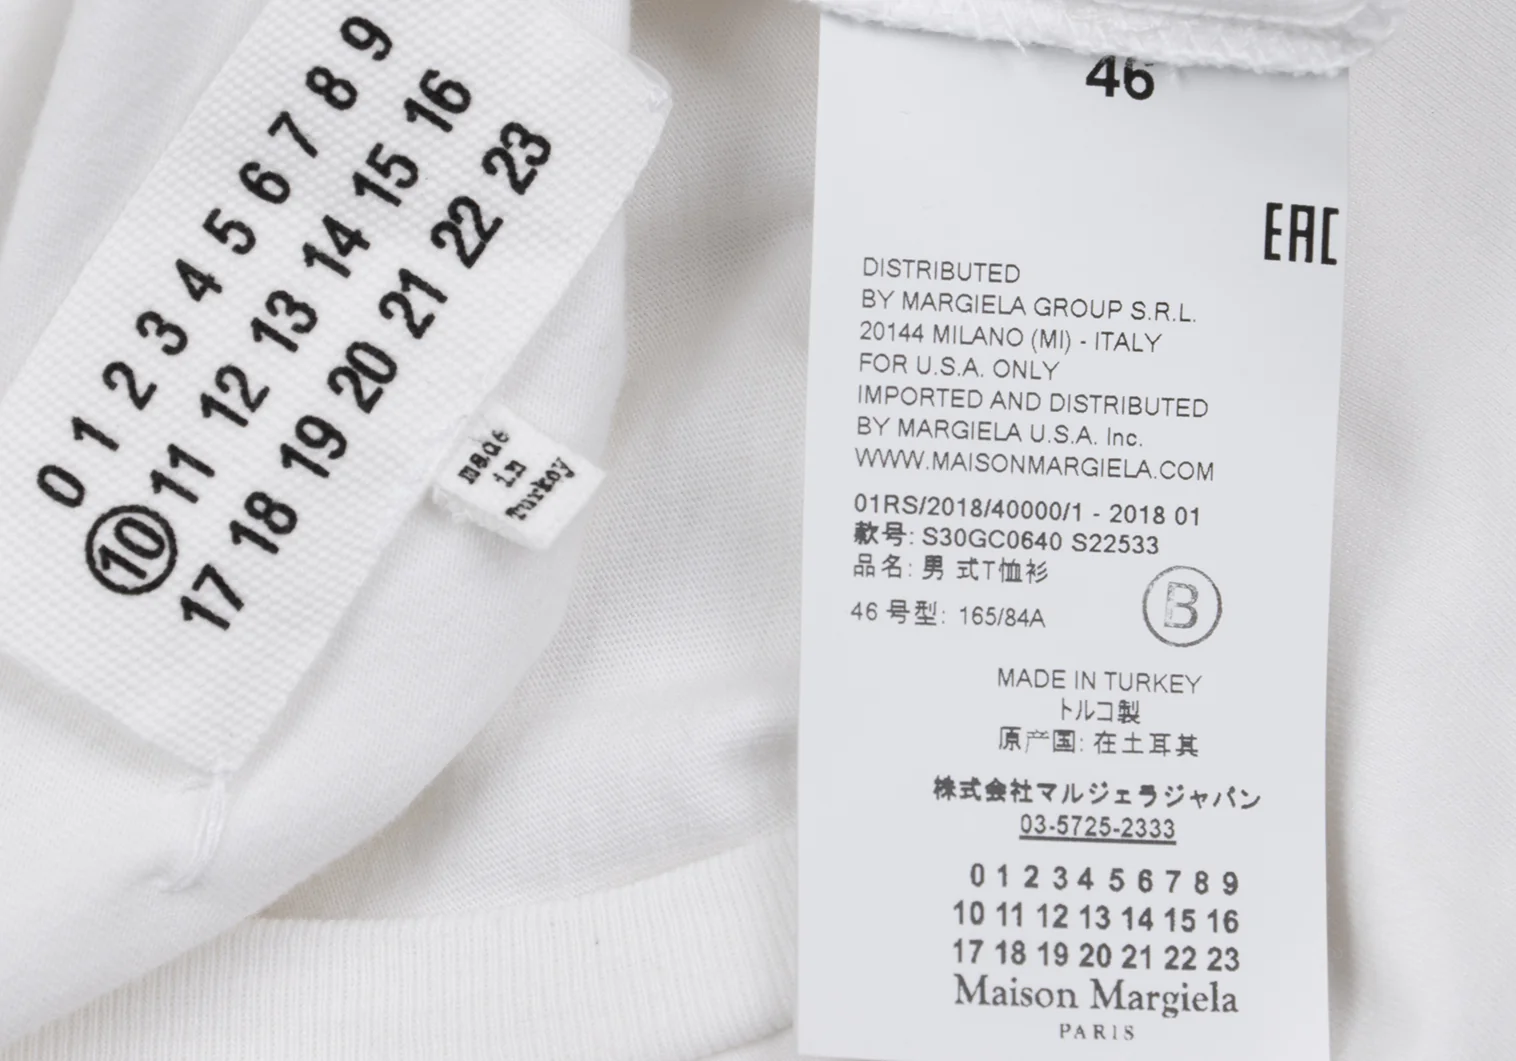 0 1 2 3 4 5 6 7 8 9
10 11 12 13 14 15 16
17 18 19 20 21 22 23
made
in
Turkey
46
EAC
DISTRIBUTED
BY MARGIELA GROUP S.R.L.
20144 MILANO (MI) - ITALY
FOR U.S.A. ONLY
IMPORTED AND DISTRIBUTED
BY MARGIELA U.S.A. Inc.
WWW.MAISONMARGIELA.COM
01RS/2018/40000/1 - 2018 01
款号: S30GC0640 S22533
品名: 男 式T恤衫
46 号型: 165/84A
B
MADE IN TURKEY
トルコ製
原产国: 在土耳其
株式会社マルジェラジャパン
03-5725-2333
0 1 2 3 4 5 6 7 8 9
10 11 12 13 14 15 16
17 18 19 20 21 22 23
Maison Margiela
PARIS